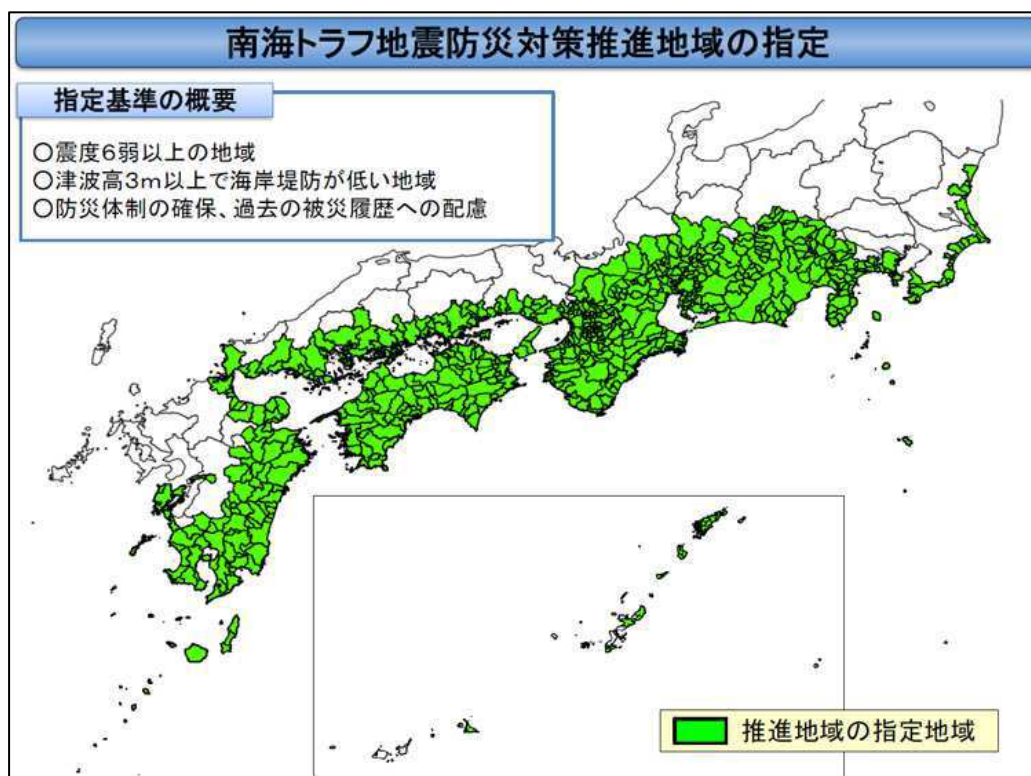 南海トラフ地震防災対策推進地域の指定
指定基準の概要
○震度6弱以上の地域
○津波高3m以上で海岸堤防が低い地域
○防災体制の確保、過去の被災履歴への配慮
推進地域の指定地域